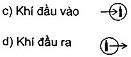 c) Khí đầu vào
d) Khí đầu ra